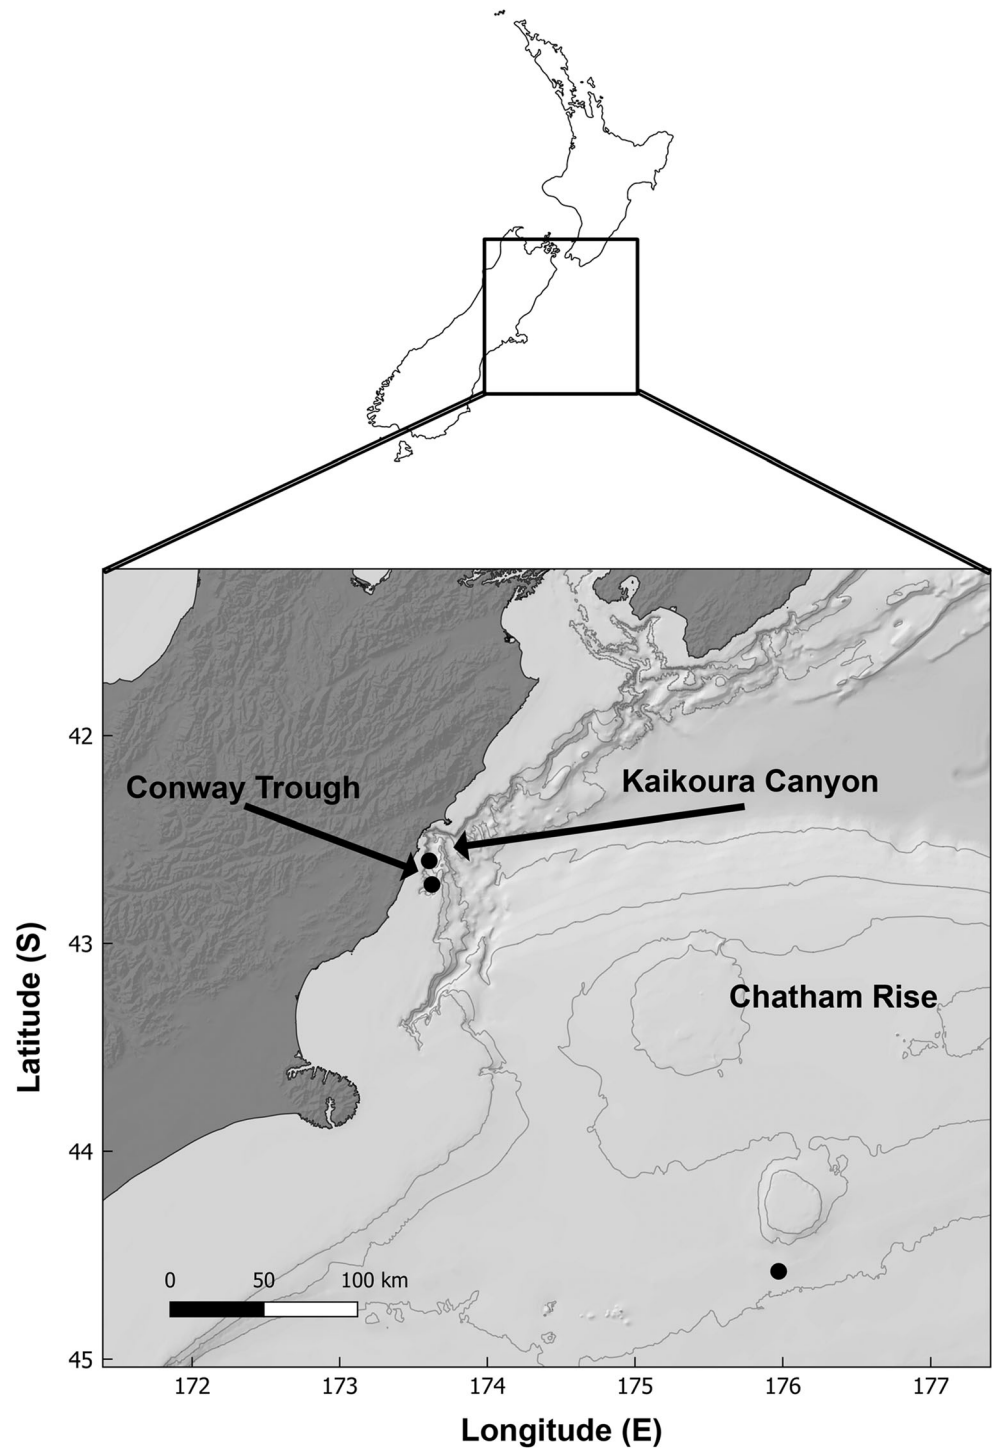 Conway Trough
Kaikoura Canyon
Chatham Rise
42
43
44
45
Latitude (S)
0 50 100 km
172 173 174 175 176 177
Longitude (E)